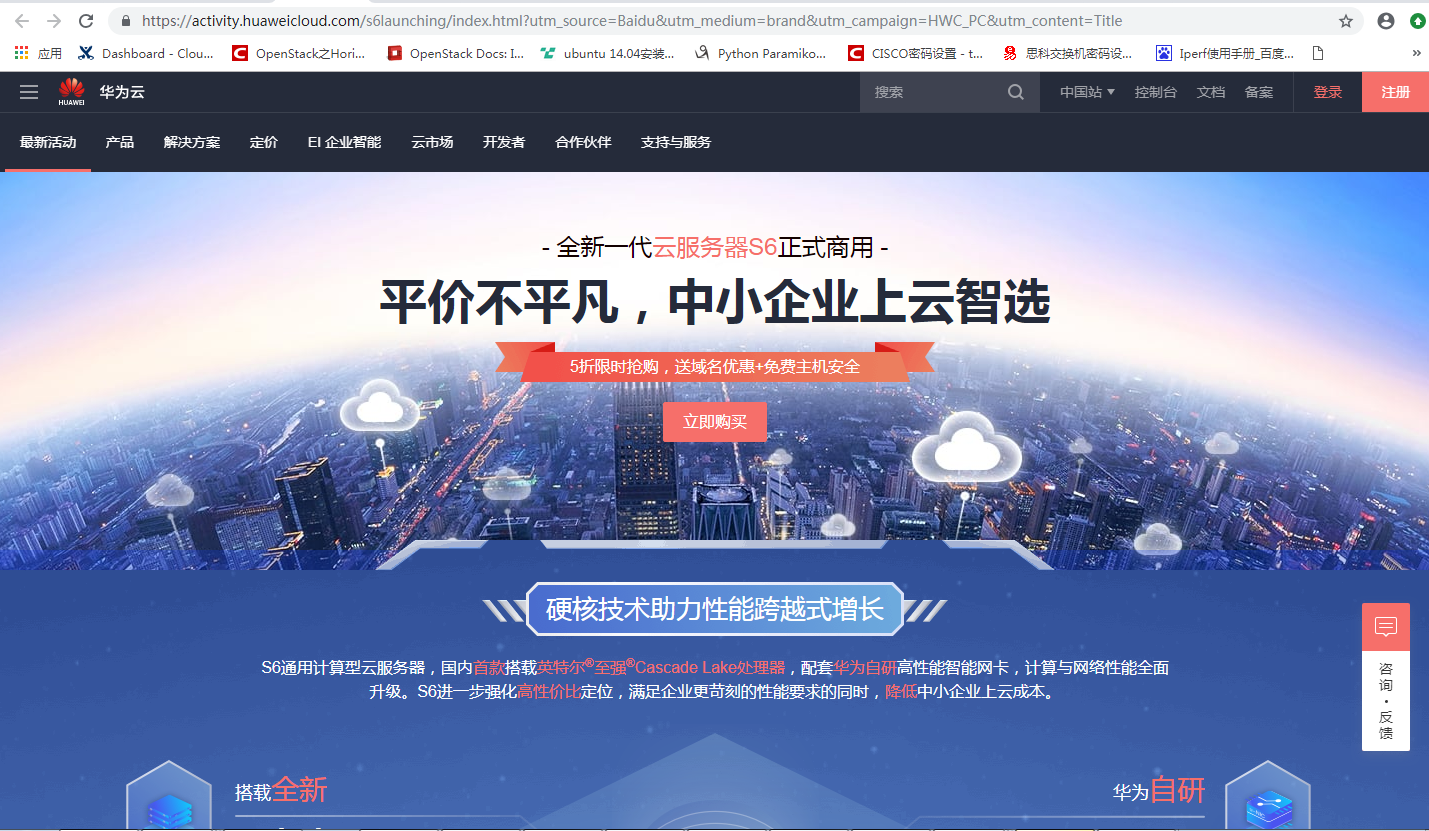 https://activity.huaweicloud.com/s6launching/index.html?utm_source=Baidu&utm_medium=brand&utm_campaign=HWC_PC&utm_content=Title
应用 Dashboard - Clou... OpenStack之Hori... OpenStack Docs: I... ubuntu 14.04安装... Python Paramiko... CISCO密码设置 - t... 思科交换机密码设... Iperf使用手册_百度... »
HUAWEI 华为云 搜索 中国站 控制台 文档 备案 登录 注册
最新活动 产品 解决方案 定价 EI 企业智能 云市场 开发者 合作伙伴 支持与服务
- 全新一代云服务器S6正式商用 -
平价不平凡，中小企业上云智选
5折限时抢购，送域名优惠+免费主机安全
立即购买
硬核技术助力性能跨越式增长
S6通用计算型云服务器，国内首款搭载英特尔®至强®Cascade Lake处理器，配套华为自研高性能智能网卡，计算与网络性能全面
升级。S6进一步强化高性价比定位，满足企业更苛刻的性能要求的同时，降低中小企业上云成本。
咨询·反馈
搭载全新 华为自研